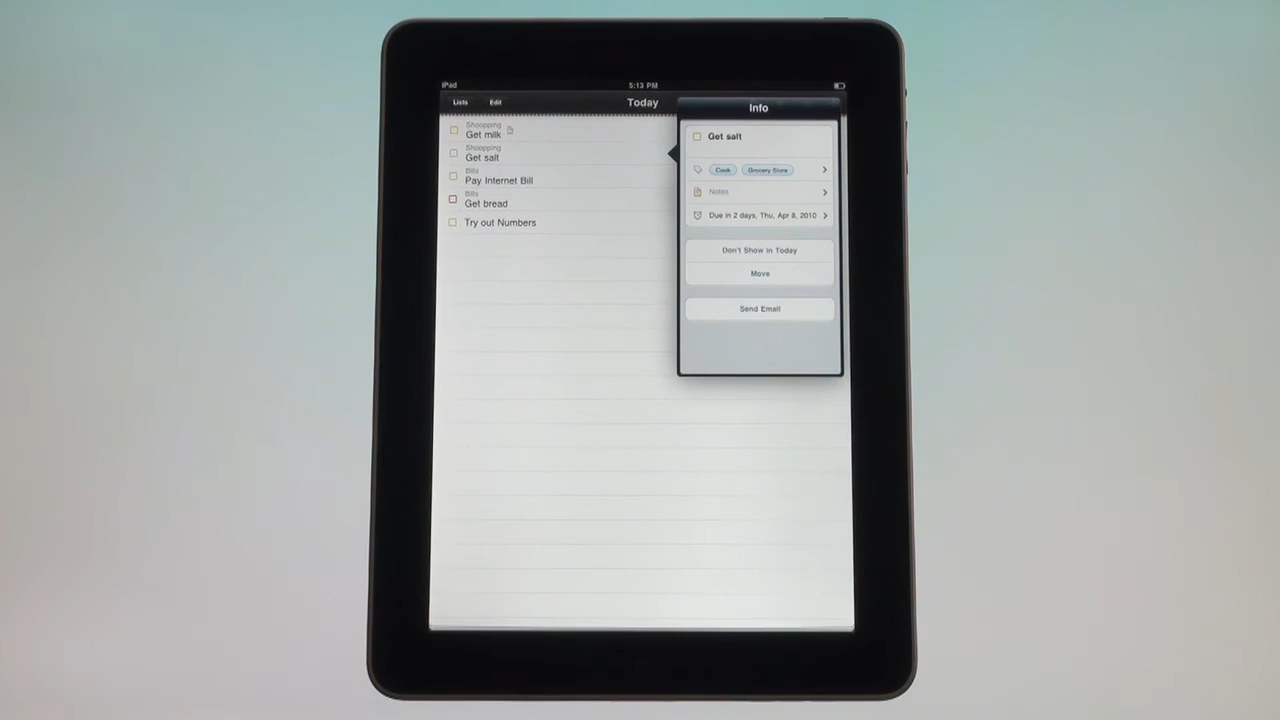 iPad 5:13 PM
Lists Edit Today
Info
Shoopping
Get milk
Shoopping
Get salt
Bills
Pay Internet Bill
Bills
Get bread
Try out Numbers
Get salt
Cook Grocery Store
Notes
Due in 2 days, Thu, Apr 8, 2010
Don't Show in Today
Move
Send Email